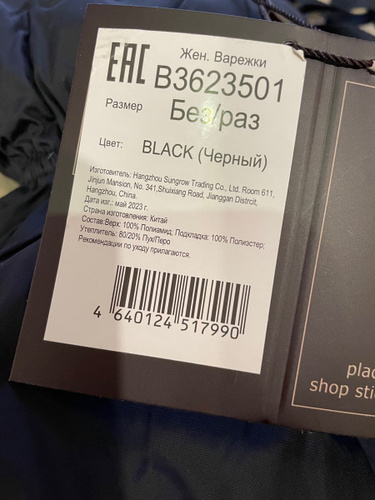 EAC
Жен. Варежки
B3623501
Размер
Без/раз
Цвет: BLACK (Черный)
Изготовитель: Hangzhou Sungrow Trading Co., Ltd. Room 611,
Jinjun Mansion, No. 341,Shuixiang Road, Jianggan Distrcit,
Hangzhou, China.
Дата изг.: май 2023 г.
Страна изготовления: Китай
Состав:Верх: 100% Полиамид; Подкладка: 100% Полиэстер;
Утеплитель: 80/20% Пух/Перо
Рекомендации по уходу прилагаются.
4 640124 517990
plac
shop stic